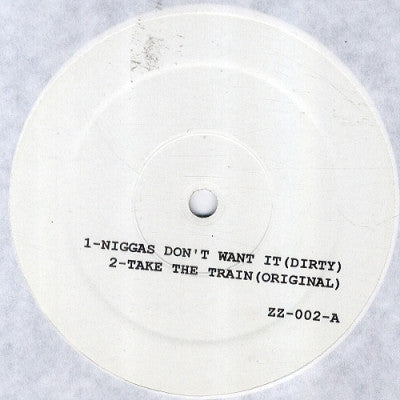 1-NIGGAS DON'T WANT IT(DIRTY)
2-TAKE THE TRAIN(ORIGINAL)
ZZ-002-A